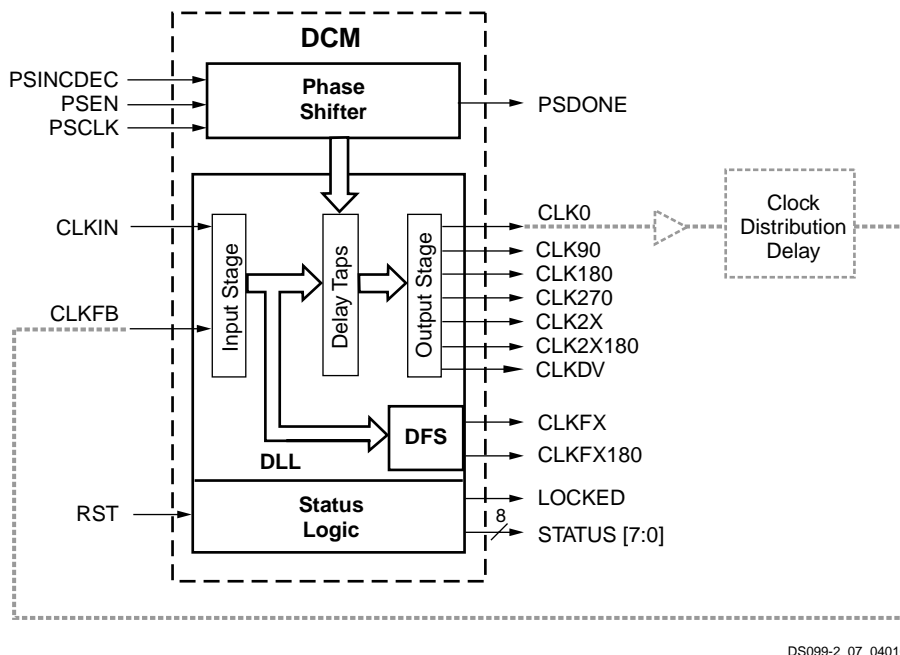 DCM
PSINCDEC
PSEN
PSCLK
Phase
Shifter
PSDONE
CLKIN
CLKFB
Input Stage
Delay Taps
Output Stage
CLK0
CLK90
CLK180
CLK270
CLK2X
CLK2X180
CLKDV
Clock
Distribution
Delay
DFS
CLKFX
CLKFX180
DLL
RST
Status
Logic
LOCKED
8
STATUS [7:0]
DS099-2_07_0401